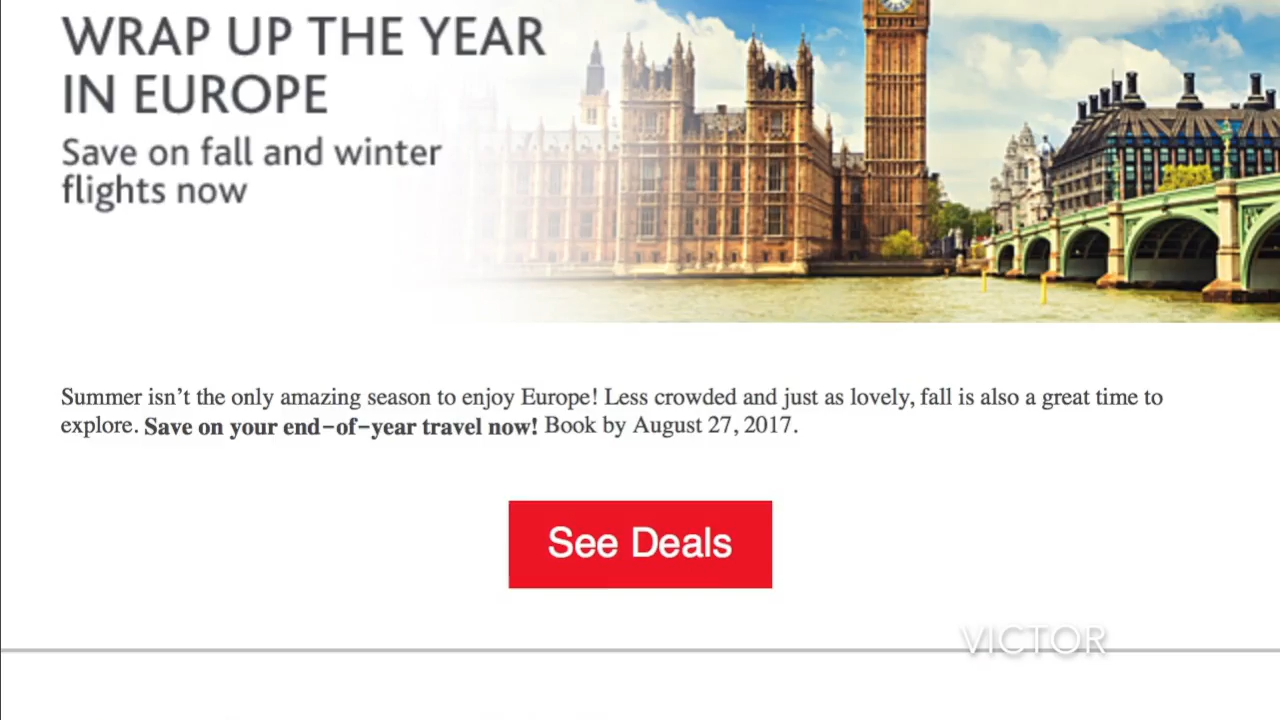 WRAP UP THE YEAR
IN EUROPE
Save on fall and winter
flights now
Summer isn't the only amazing season to enjoy Europe! Less crowded and just as lovely, fall is also a great time to
explore. Save on your end-of-year travel now! Book by August 27, 2017.
See Deals
VICTOR